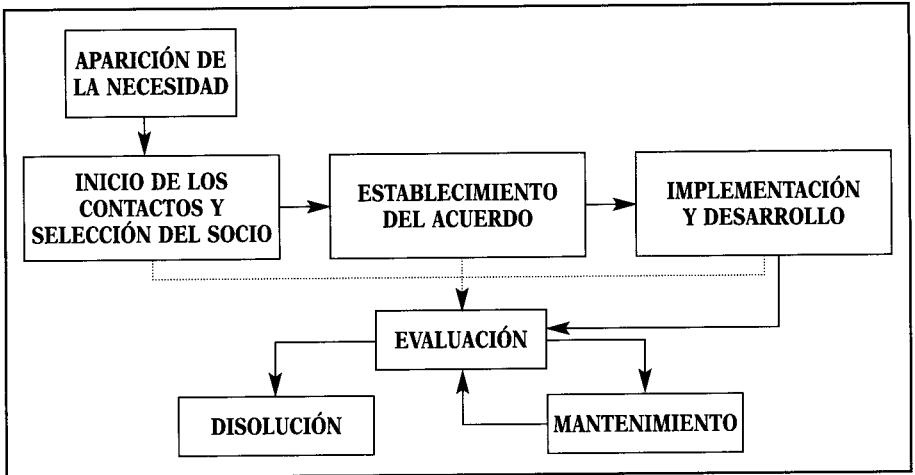 APARICIÓN DE
LA NECESIDAD
INICIO DE LOS
CONTACTOS Y
SELECCIÓN DEL SOCIO
ESTABLECIMIENTO
DEL ACUERDO
IMPLEMENTACIÓN
Y DESARROLLO
EVALUACIÓN
DISOLUCIÓN
MANTENIMIENTO